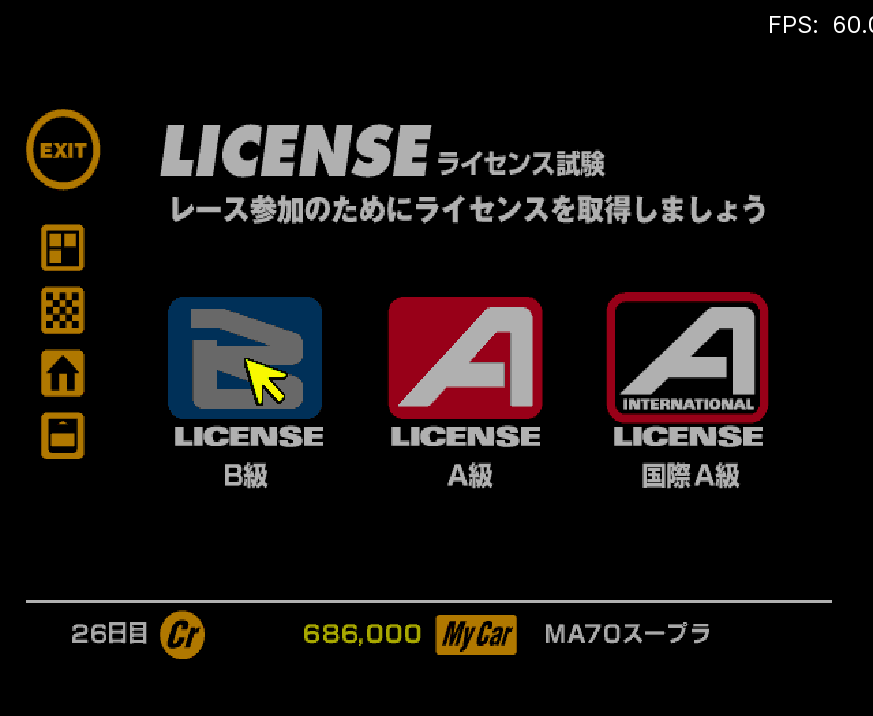 FPS: 60.0
EXIT
LICENSE ライセンス試験
レース参加のためにライセンスを取得しましょう
B A A
INTERNATIONAL
LICENSE LICENSE LICENSE
B級 A級 国際A級
26日目 Cr 686,000 My Car MA70スープラ